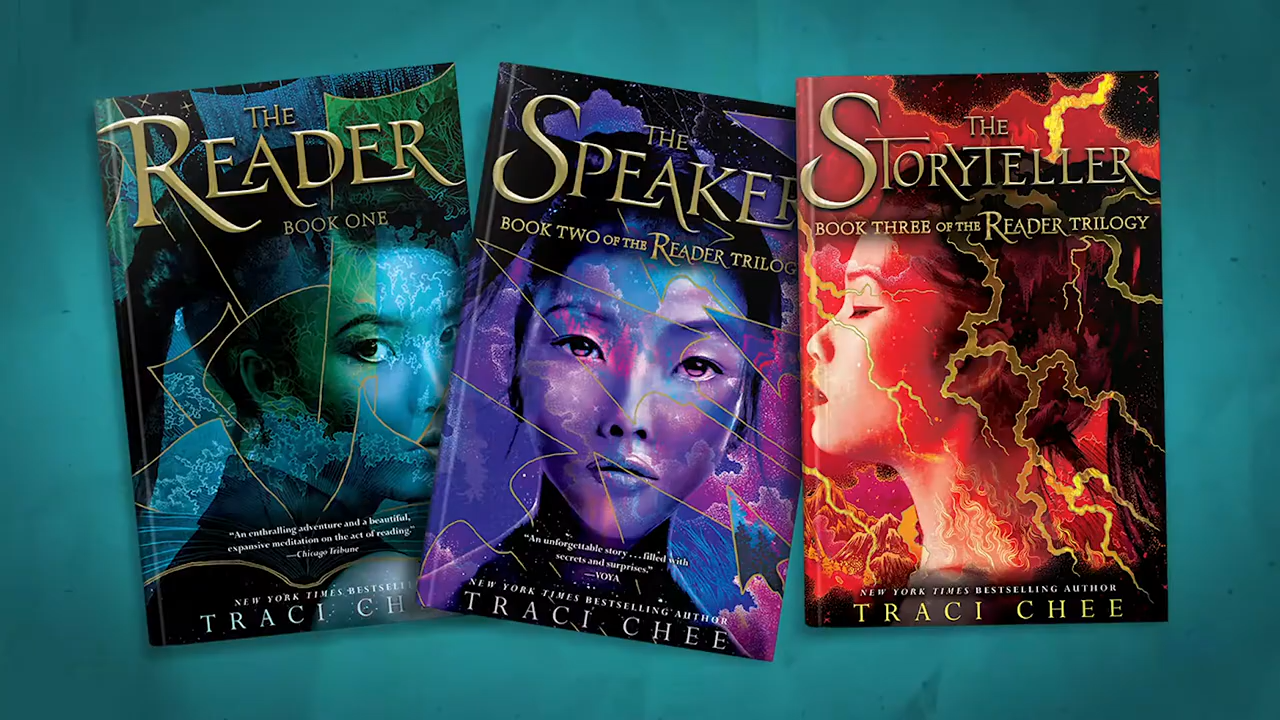 THE
READER
BOOK ONE
“An enthralling adventure and a beautiful,
expansive meditation on the act of reading.”
—Chicago Tribune
NEW YORK TIMES BESTSELLI
TRACI CH
THE
SPEAKER
BOOK TWO OF THE READER TRILOG
“An unforgettable story . . . filled with
secrets and surprises.”
—VOYA
NEW YORK TIMES BESTSELLING AUTHOR
TRACI CHEE
THE
STORYTELLER
BOOK THREE OF THE READER TRILOGY
NEW YORK TIMES BESTSELLING AUTHOR
TRACI CHEE